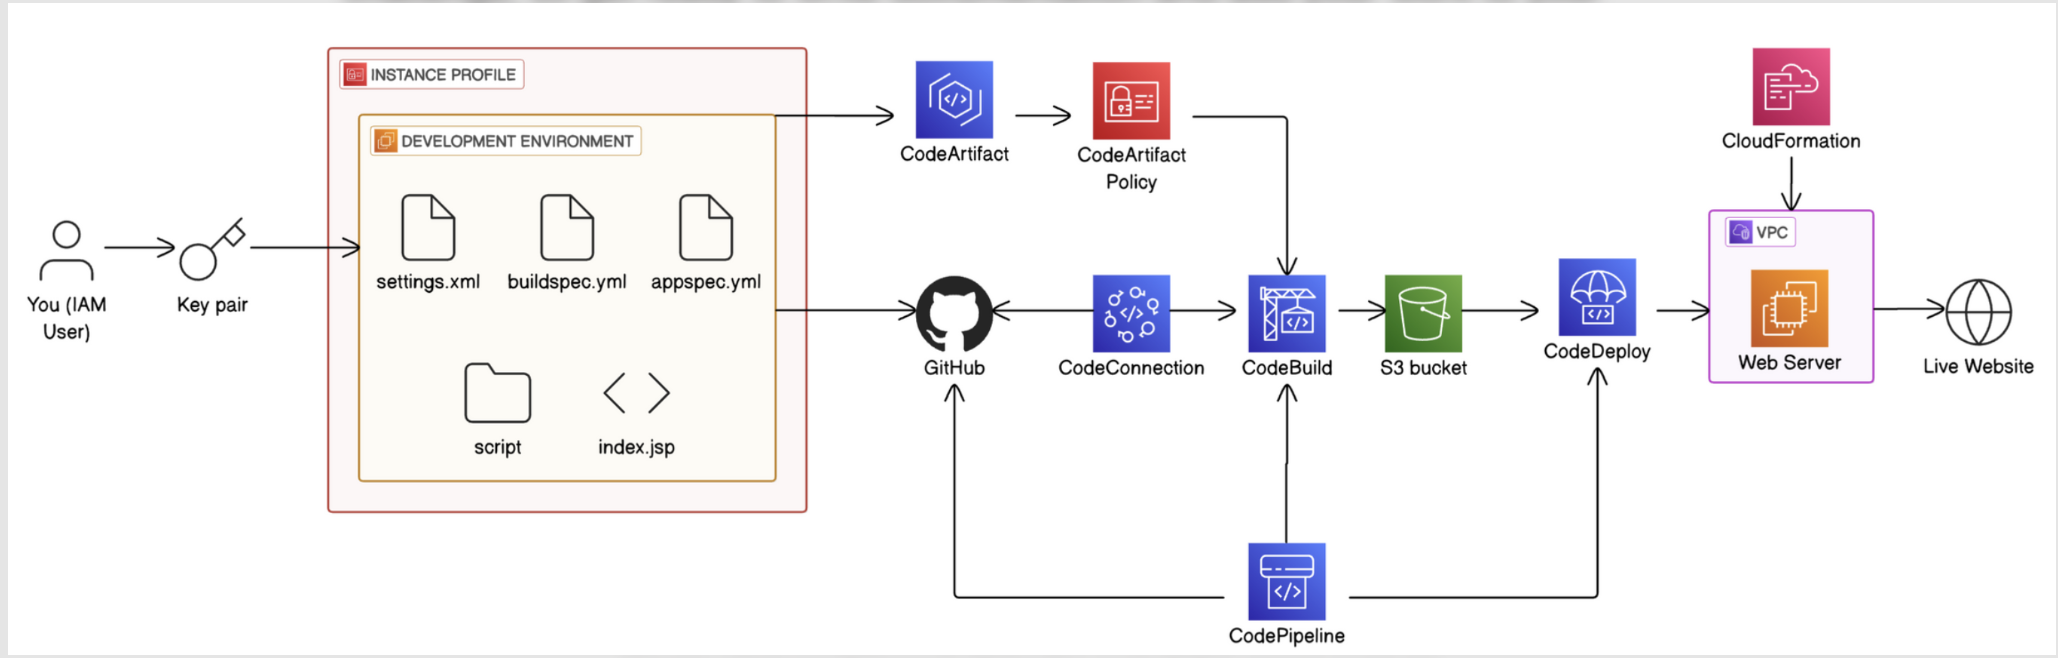 INSTANCE PROFILE
DEVELOPMENT ENVIRONMENT
settings.xml
buildspec.yml
appspec.yml
script
index.jsp
You (IAM
User)
Key pair
CodeArtifact
CodeArtifact
Policy
GitHub
CodeConnection
CodeBuild
S3 bucket
CodeDeploy
CloudFormation
VPC
Web Server
Live Website
CodePipeline